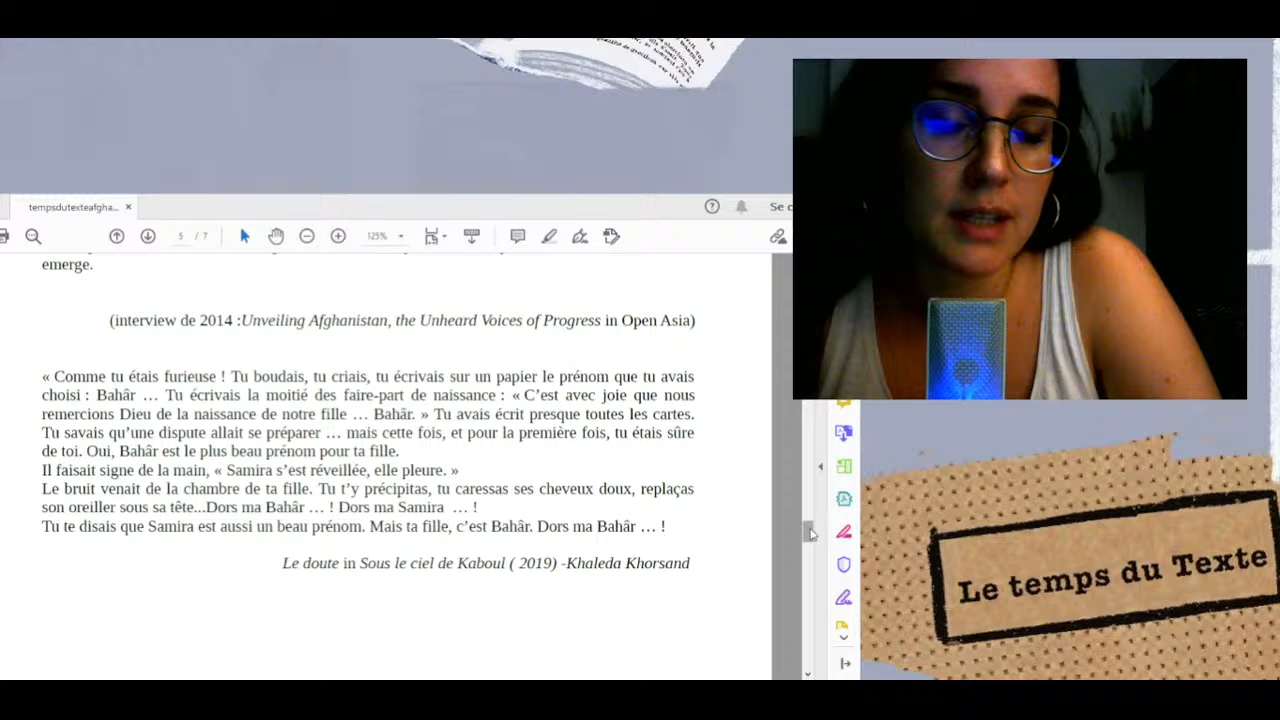 tempsdutexteafgha...
Se c
5 / 7
125%
emerge.
(interview de 2014 :Unveiling Afghanistan, the Unheard Voices of Progress in Open Asia)
« Comme tu étais furieuse ! Tu boudais, tu criais, tu écrivais sur un papier le prénom que tu avais
choisi : Bahâr … Tu écrivais la moitié des faire-part de naissance : « C’est avec joie que nous
remercions Dieu de la naissance de notre fille … Bahâr. » Tu avais écrit presque toutes les cartes.
Tu savais qu’une dispute allait se préparer … mais cette fois, et pour la première fois, tu étais sûre
de toi. Oui, Bahâr est le plus beau prénom pour ta fille.
Il faisait signe de la main, « Samira s’est réveillée, elle pleure. »
Le bruit venait de la chambre de ta fille. Tu t’y précipitas, tu caressas ses cheveux doux, replaças
son oreiller sous sa tête...Dors ma Bahâr … ! Dors ma Samira … !
Tu te disais que Samira est aussi un beau prénom. Mais ta fille, c’est Bahâr. Dors ma Bahâr … !
Le doute in Sous le ciel de Kaboul ( 2019) -Khaleda Khorsand
Le temps du Texte